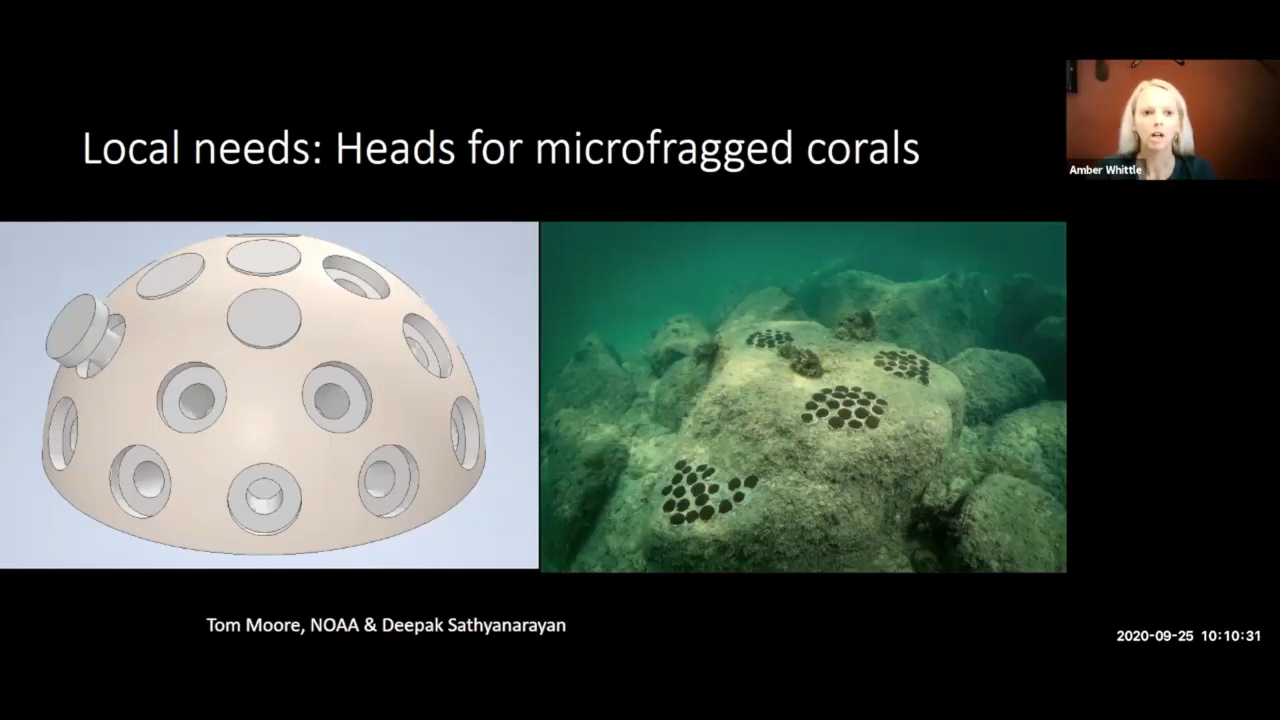 Local needs: Heads for microfragged corals
Amber Whittle
Tom Moore, NOAA & Deepak Sathyanarayan
2020-09-25 10:10:31